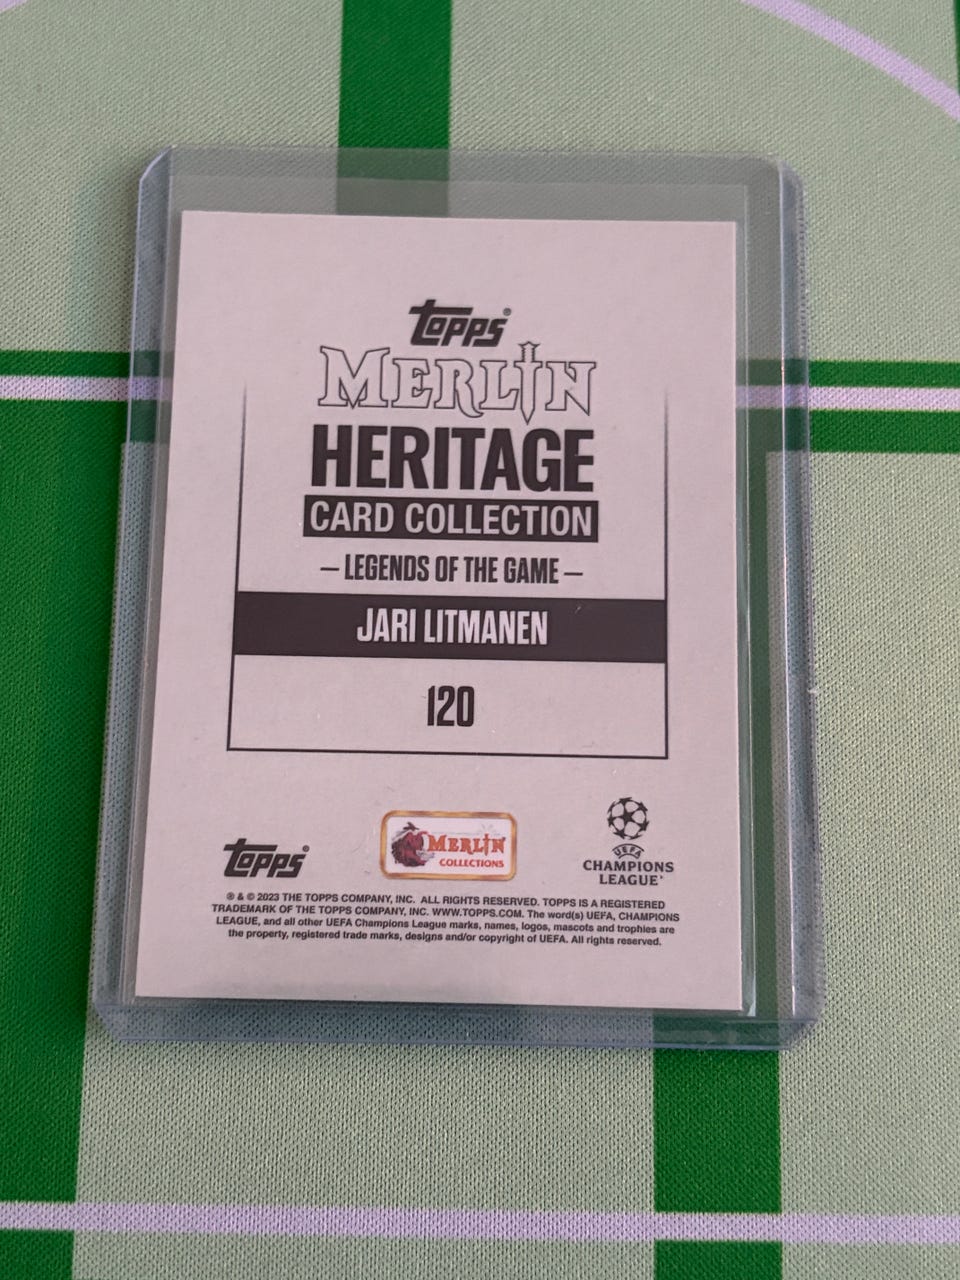 Topps®
MERLIN
HERITAGE
CARD COLLECTION
– LEGENDS OF THE GAME –
JARI LITMANEN
120
Topps®
MERLIN
COLLECTIONS
UEFA
CHAMPIONS
LEAGUE
® & © 2023 THE TOPPS COMPANY, INC. ALL RIGHTS RESERVED. TOPPS IS A REGISTERED
TRADEMARK OF THE TOPPS COMPANY, INC. WWW.TOPPS.COM. The word(s) UEFA, CHAMPIONS
LEAGUE, and all other UEFA Champions League marks, names, logos, mascots and trophies are
the property, registered trade marks, designs and/or copyright of UEFA. All rights reserved.